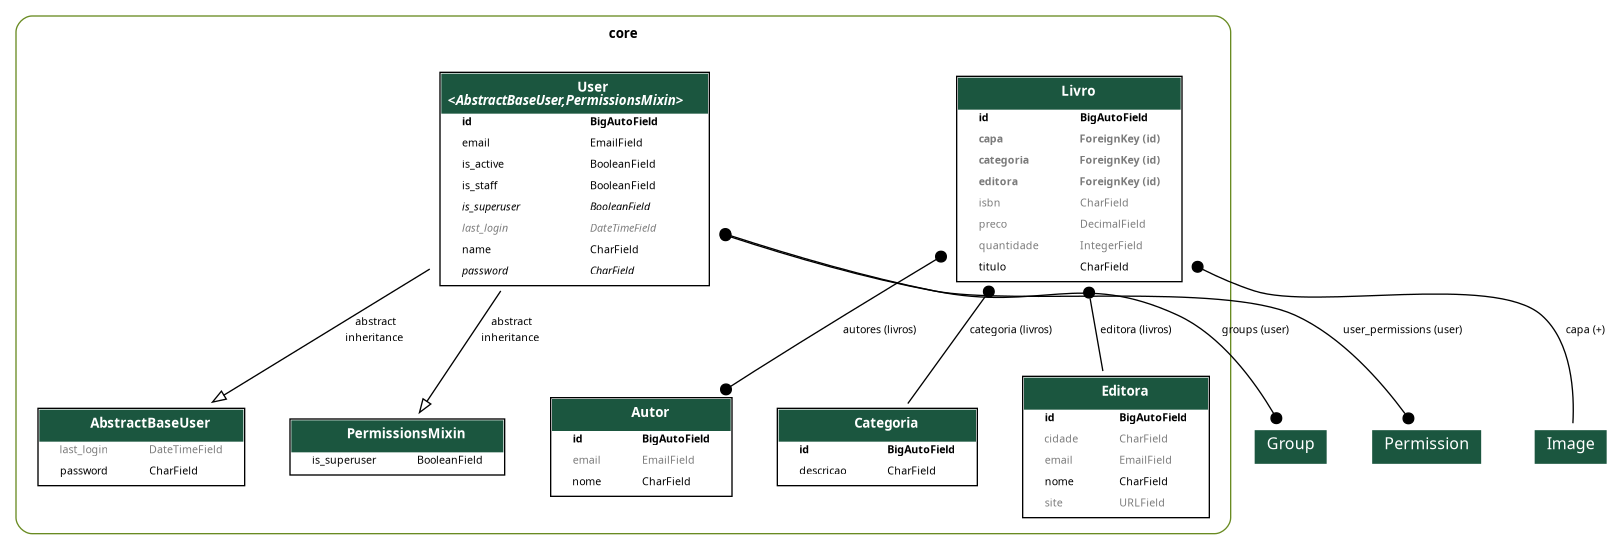 core
User
<AbstractBaseUser,PermissionsMixin>
id BigAutoField
email EmailField
is_active BooleanField
is_staff BooleanField
is_superuser BooleanField
last_login DateTimeField
name CharField
password CharField
Livro
id BigAutoField
capa ForeignKey (id)
categoria ForeignKey (id)
editora ForeignKey (id)
isbn CharField
preco DecimalField
quantidade IntegerField
titulo CharField
abstract
inheritance
abstract
inheritance
autores (livros)
categoria (livros)
editora (livros)
groups (user)
user_permissions (user)
capa (+)
AbstractBaseUser
last_login DateTimeField
password CharField
PermissionsMixin
is_superuser BooleanField
Autor
id BigAutoField
email EmailField
nome CharField
Categoria
id BigAutoField
descricao CharField
Editora
id BigAutoField
cidade CharField
email EmailField
nome CharField
site URLField
Group
Permission
Image